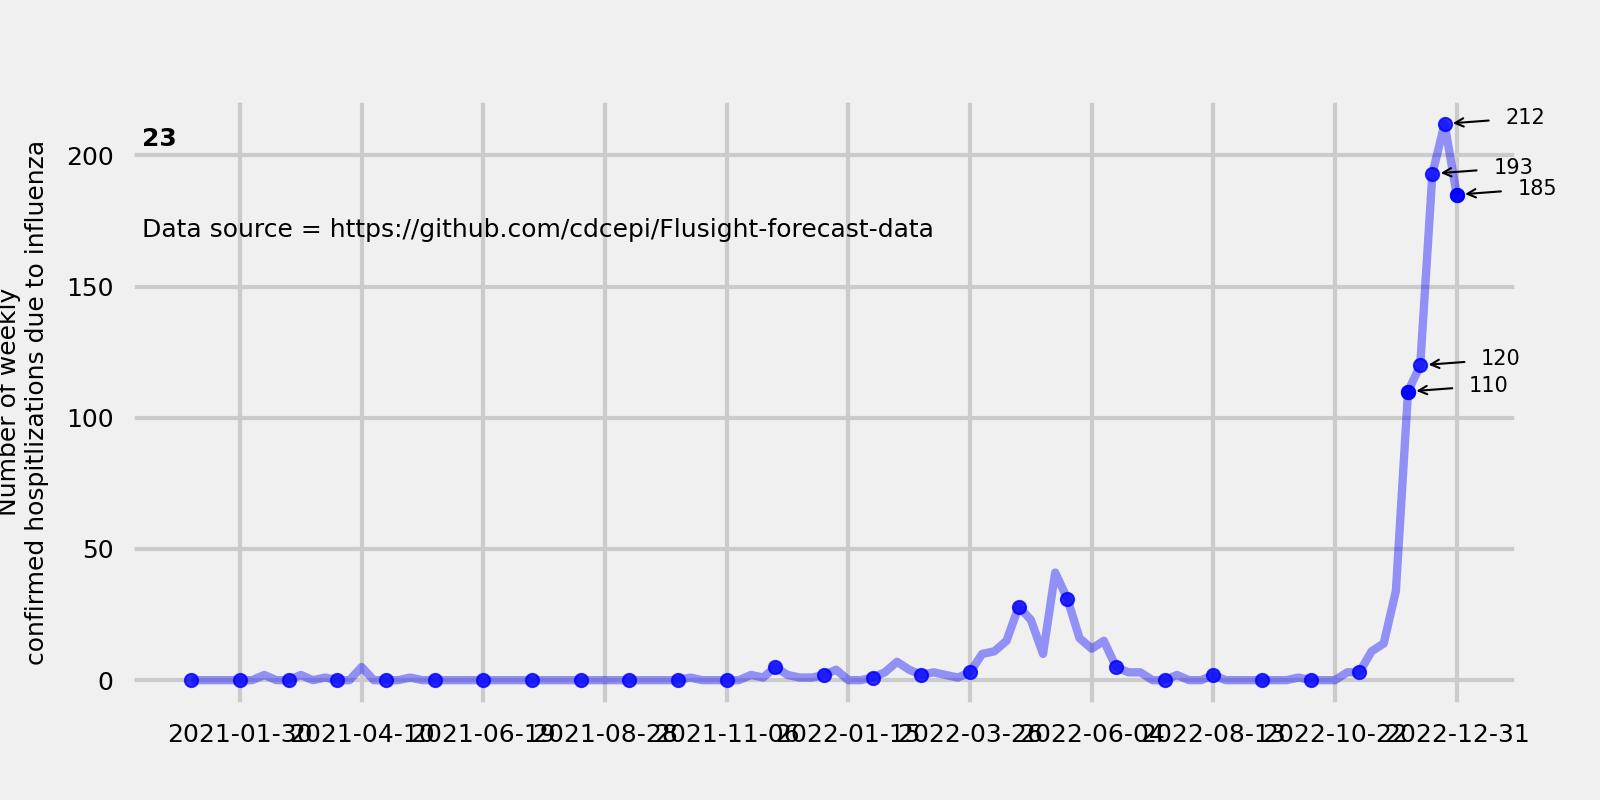 23
212
200
193
185
Data source = https://github.com/cdcepi/Flusight-forecast-data
150
120
110
100
50
0
Number of weekly
confirmed hospitlizations due to influenza
2021-01-30 2021-04-10 2021-06-19 2021-08-28 2021-11-06 2022-01-15 2022-03-26 2022-06-04 2022-08-13 2022-10-22 2022-12-31